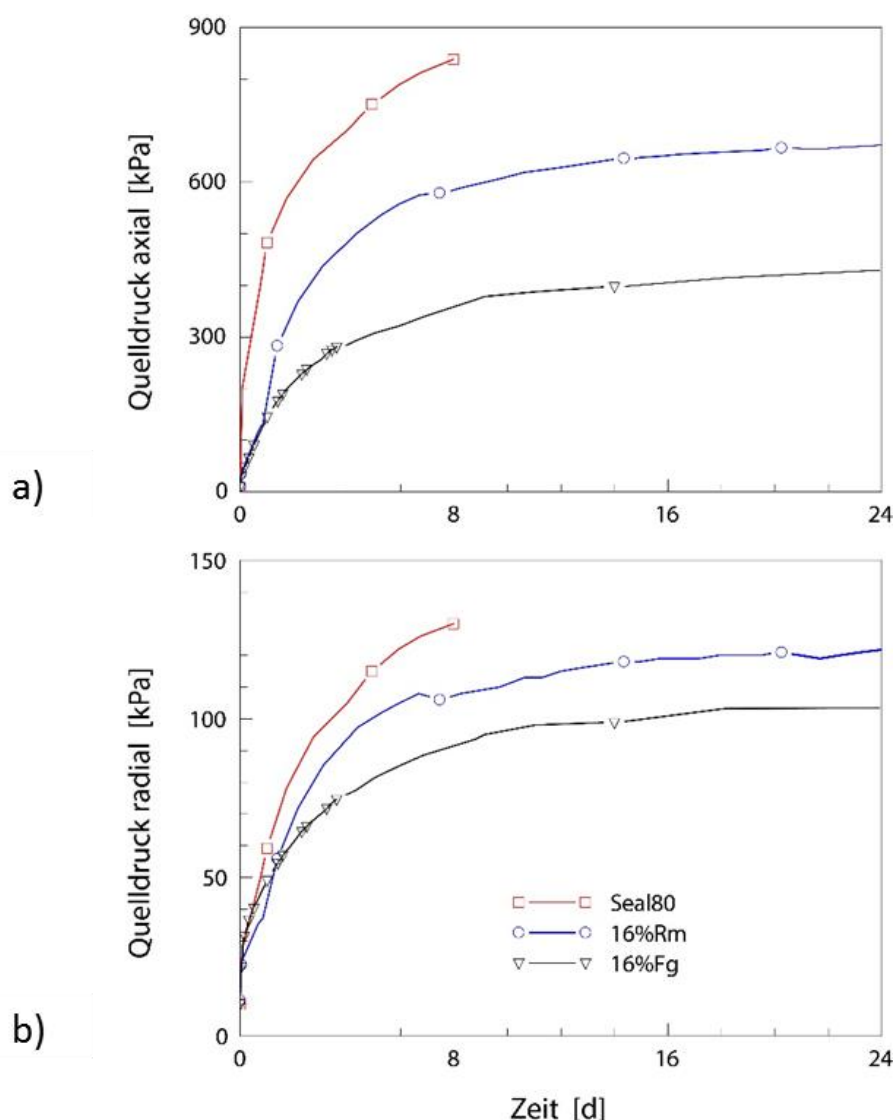 900
600
300
0
Quelldruck axial [kPa]
a)
0 8 16 24
150
100
50
0
Quelldruck radial [kPa]
Seal80
16%Rm
16%Fg
b)
0 8 16 24
Zeit [d]